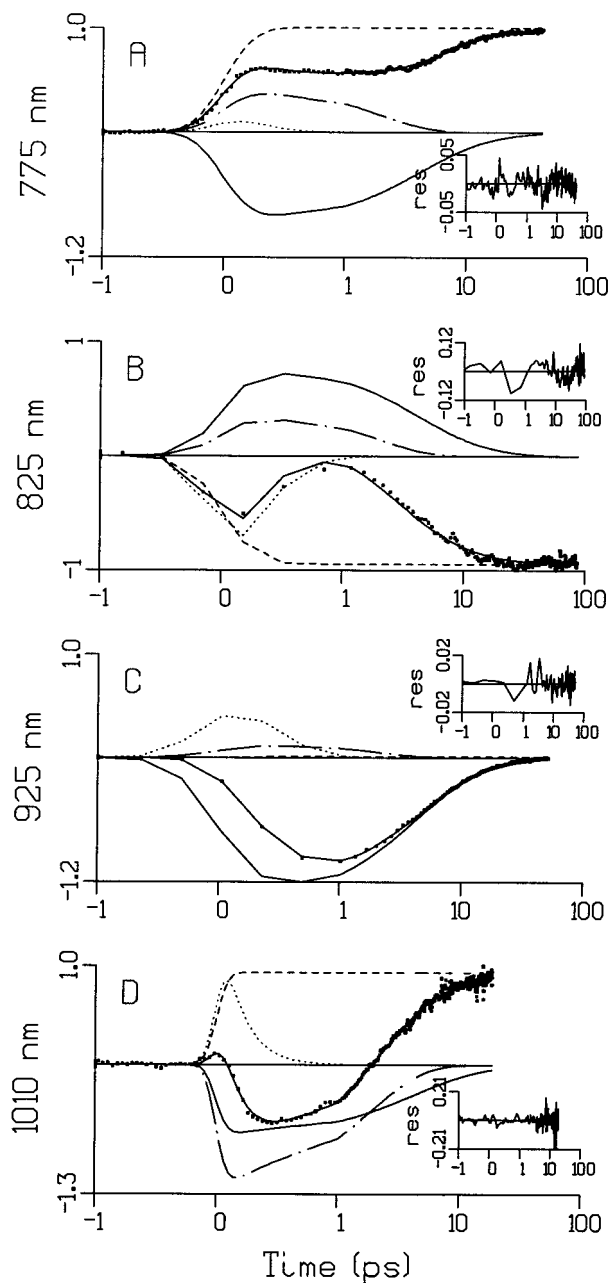 A
775 nm
1.0
-1.2
res
0.05
-0.05
-1 0 1 10 100
-1 0 1 10 100
B
825 nm
1
-1
res
0.12
-0.12
-1 0 1 10 100
-1 0 1 10 100
C
925 nm
1.0
-1.2
res
0.02
-0.02
-1 0 1 10 100
-1 0 1 10 100
D
1010 nm
1.0
-1.3
res
0.21
-0.21
-1 0 1 10 100
-1 0 1 10 100
Time (ps)